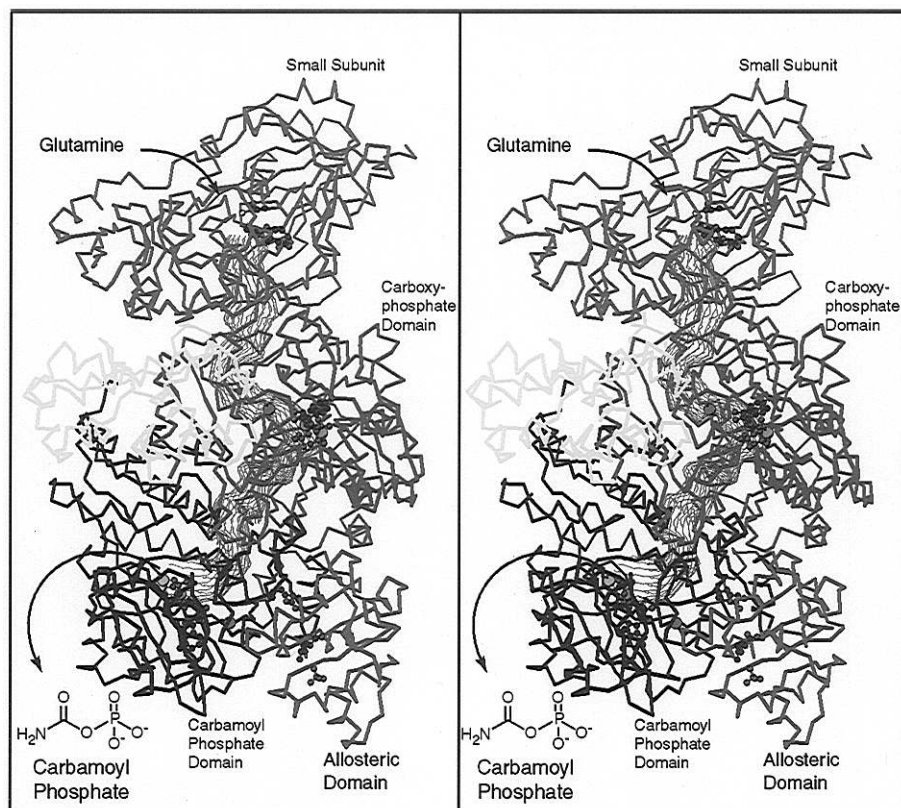 Small Subunit
Glutamine
Carboxy-
phosphate
Domain
H₂N
O
O
P
O
O⁻
O⁻
Carbamoyl
Phosphate
Carbamoyl
Phosphate
Domain
Allosteric
Domain
Small Subunit
Glutamine
Carboxy-
phosphate
Domain
H₂N
O
O
P
O
O⁻
O⁻
Carbamoyl
Phosphate
Carbamoyl
Phosphate
Domain
Allosteric
Domain